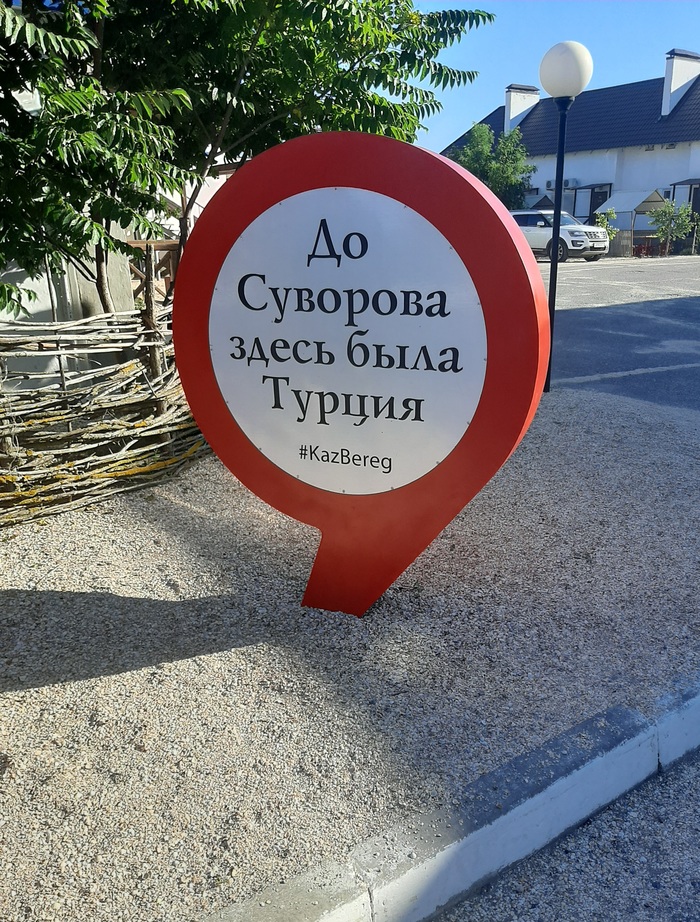 До
Суворова
здесь была
Турция
#KazBereg